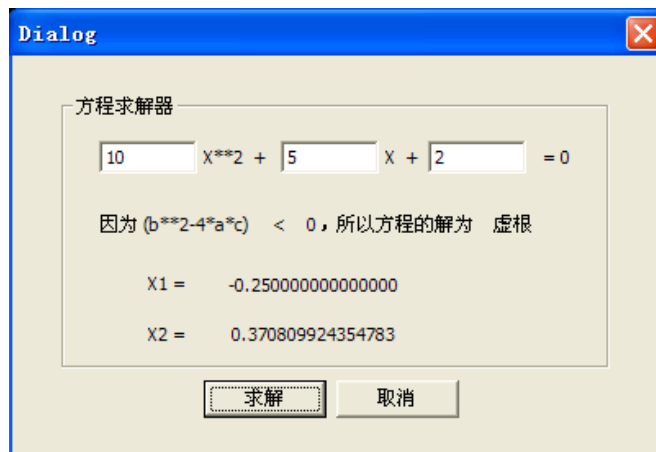 Dialog
方程求解器
10 X**2 + 5 X + 2 = 0
因为 (b**2-4*a*c) < 0，所以方程的解为 虚根
X1 = -0.250000000000000
X2 = 0.370809924354783
求解 取消